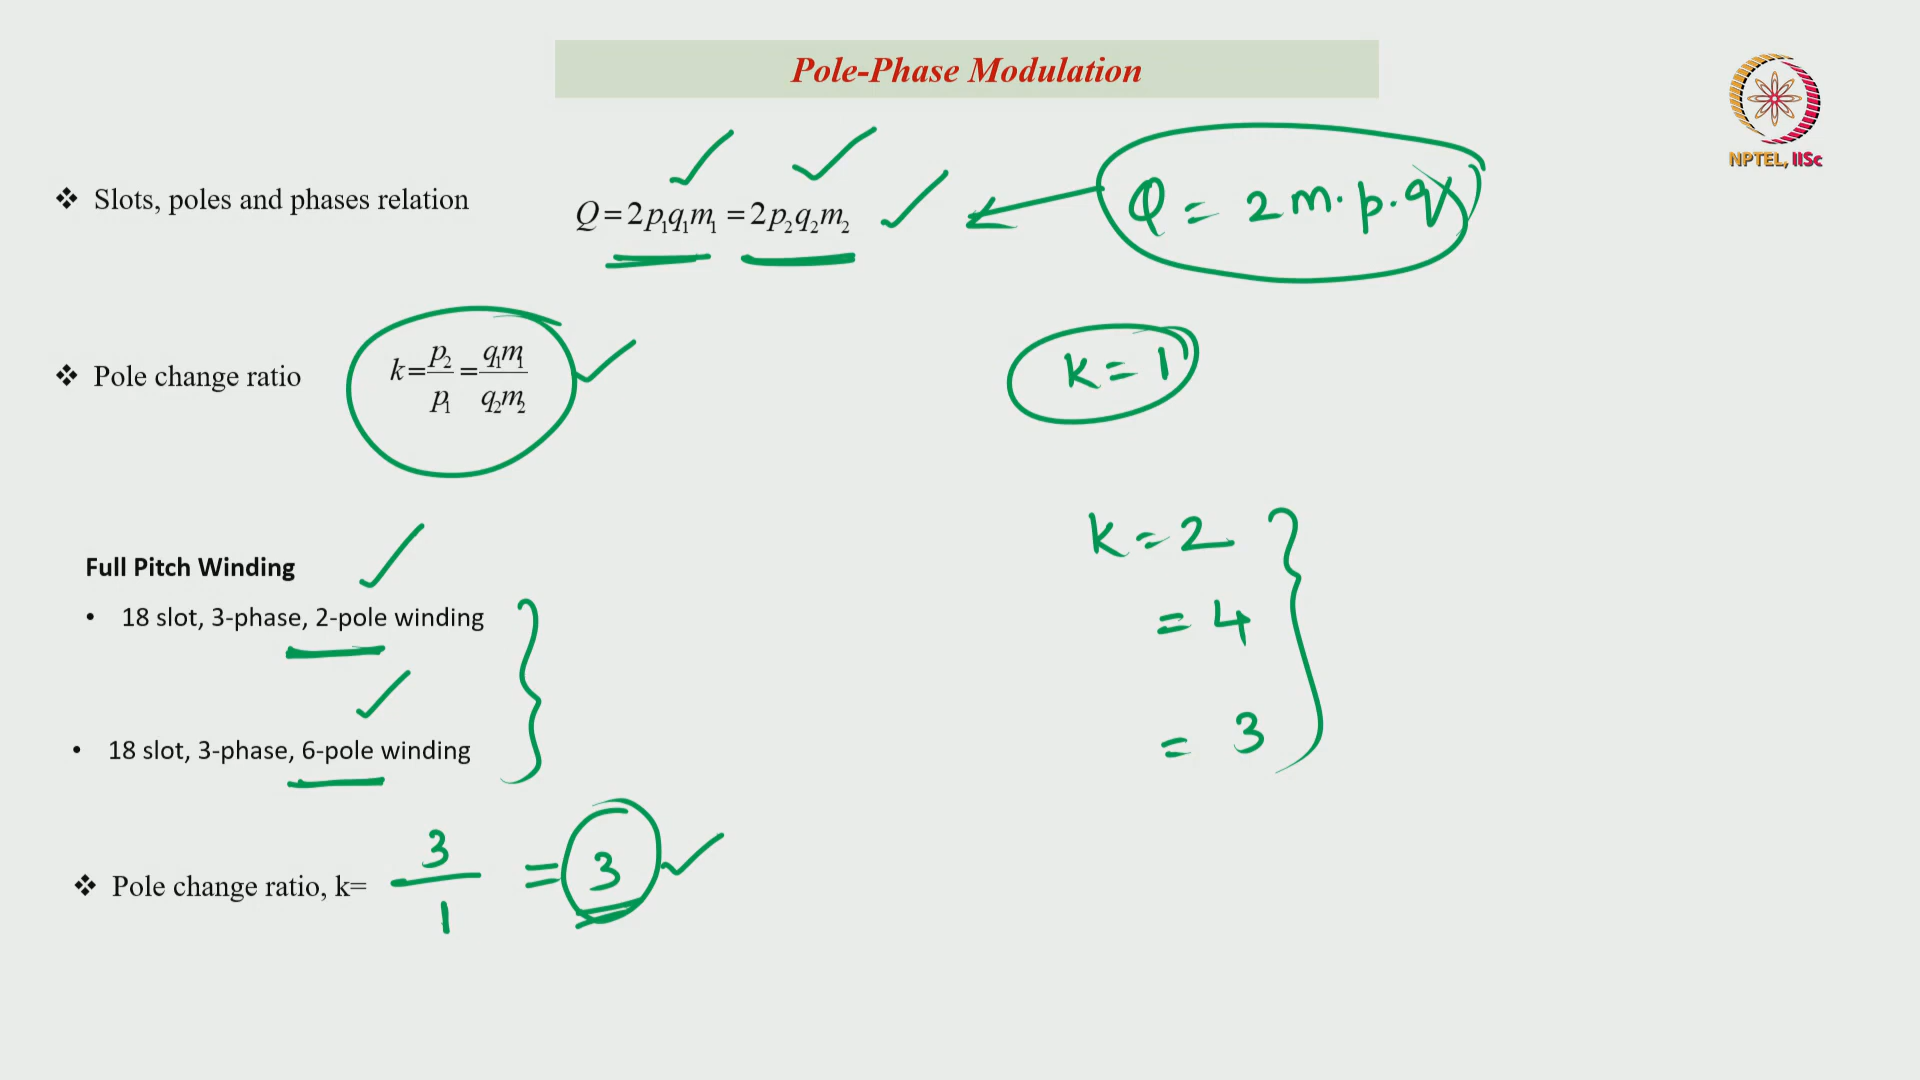 Pole-Phase Modulation
NPTEL, IISc
❖ Slots, poles and phases relation
Q=2p₁q₁m₁=2p₂q₂m₂
Q = 2 m.p.q
❖ Pole change ratio
k=p₂/p₁=q₁m₁/q₂m₂
k = 1
k = 2
= 4
= 3
Full Pitch Winding
• 18 slot, 3-phase, 2-pole winding
• 18 slot, 3-phase, 6-pole winding
❖ Pole change ratio, k= 3/1 = 3